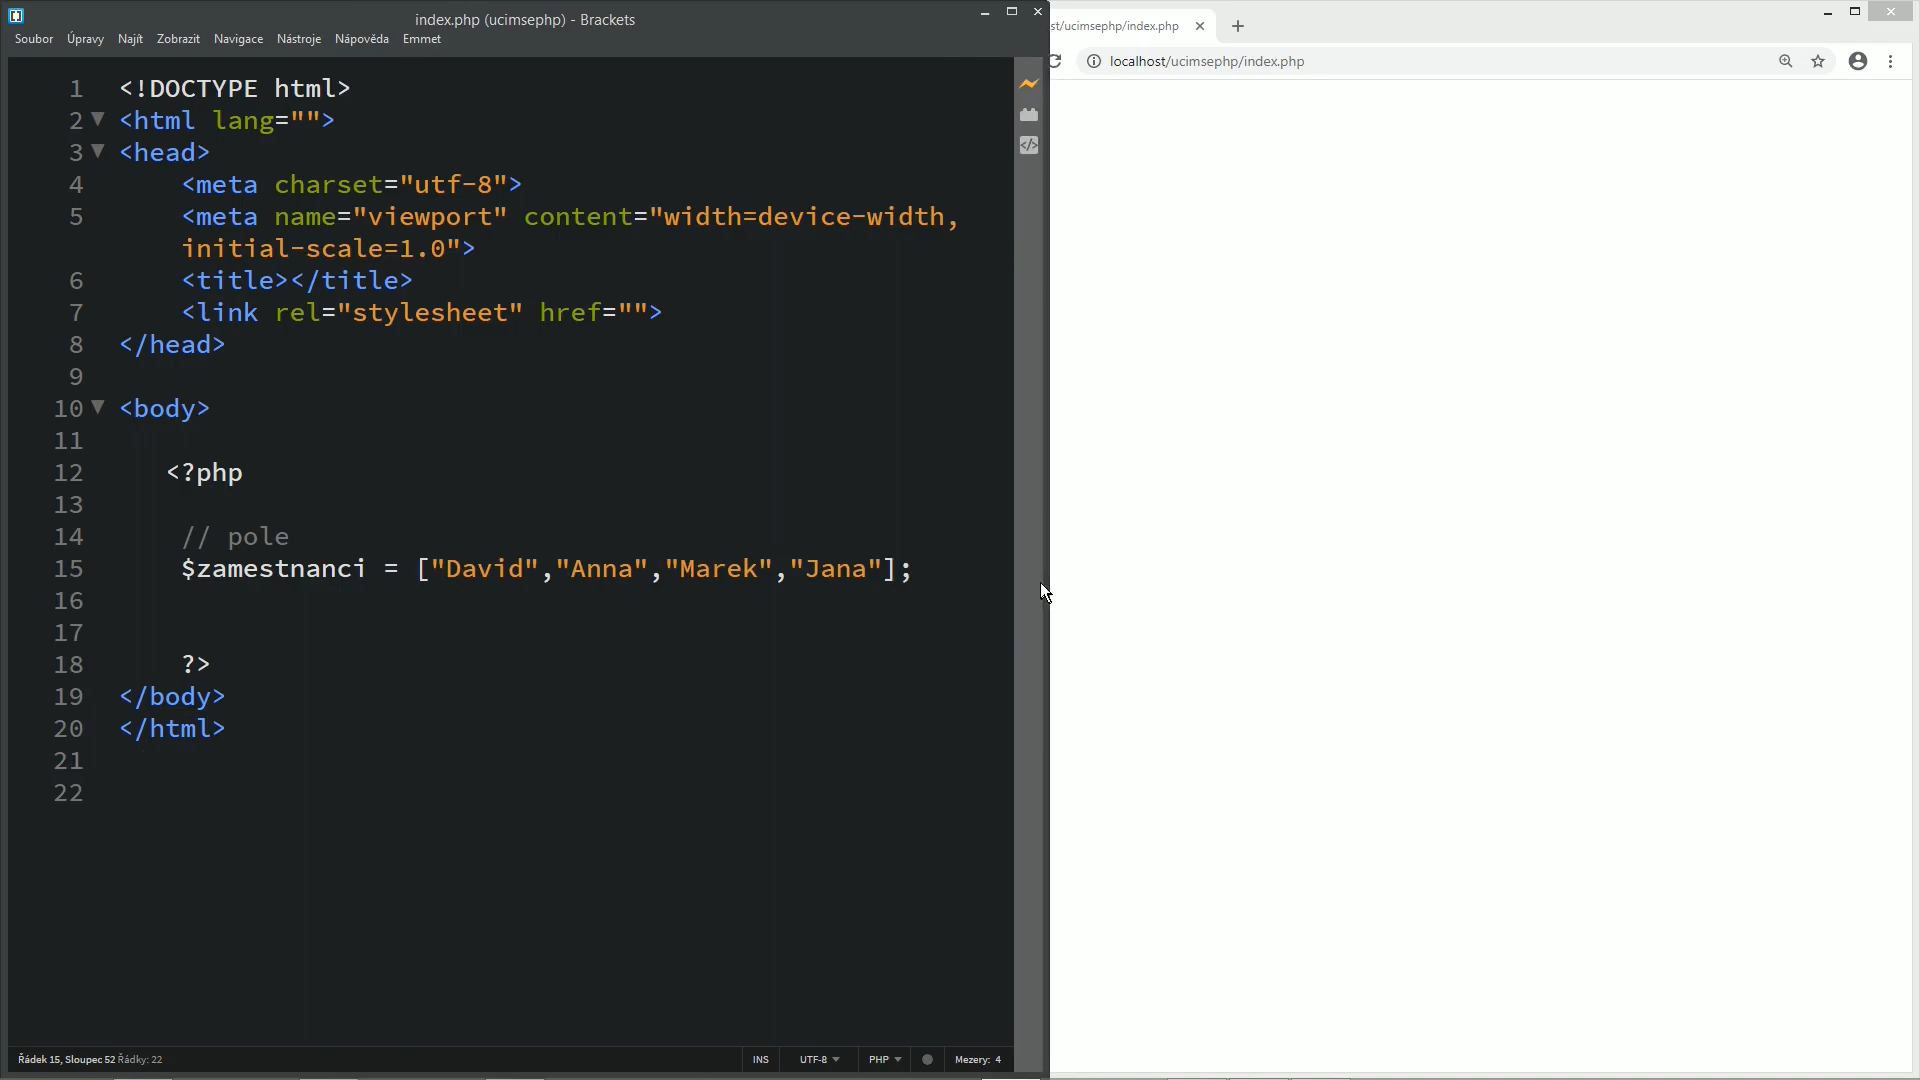 index.php (ucimsephp) - Brackets
Soubor Úpravy Najít Zobrazit Navigace Nástroje Nápověda Emmet
1 <!DOCTYPE html>
2 <html lang="">
3 <head>
4 <meta charset="utf-8">
5 <meta name="viewport" content="width=device-width,
initial-scale=1.0">
6 <title></title>
7 <link rel="stylesheet" href="">
8 </head>
9
10 <body>
11
12 <?php
13
14 // pole
15 $zamestnanci = ["David","Anna","Marek","Jana"];
16
17
18 ?>
19 </body>
20 </html>
21
22
Řádek 15, Sloupec 52 Řádky: 22
INS UTF-8 PHP Mezery: 4
st/ucimsephp/index.php
localhost/ucimsephp/index.php